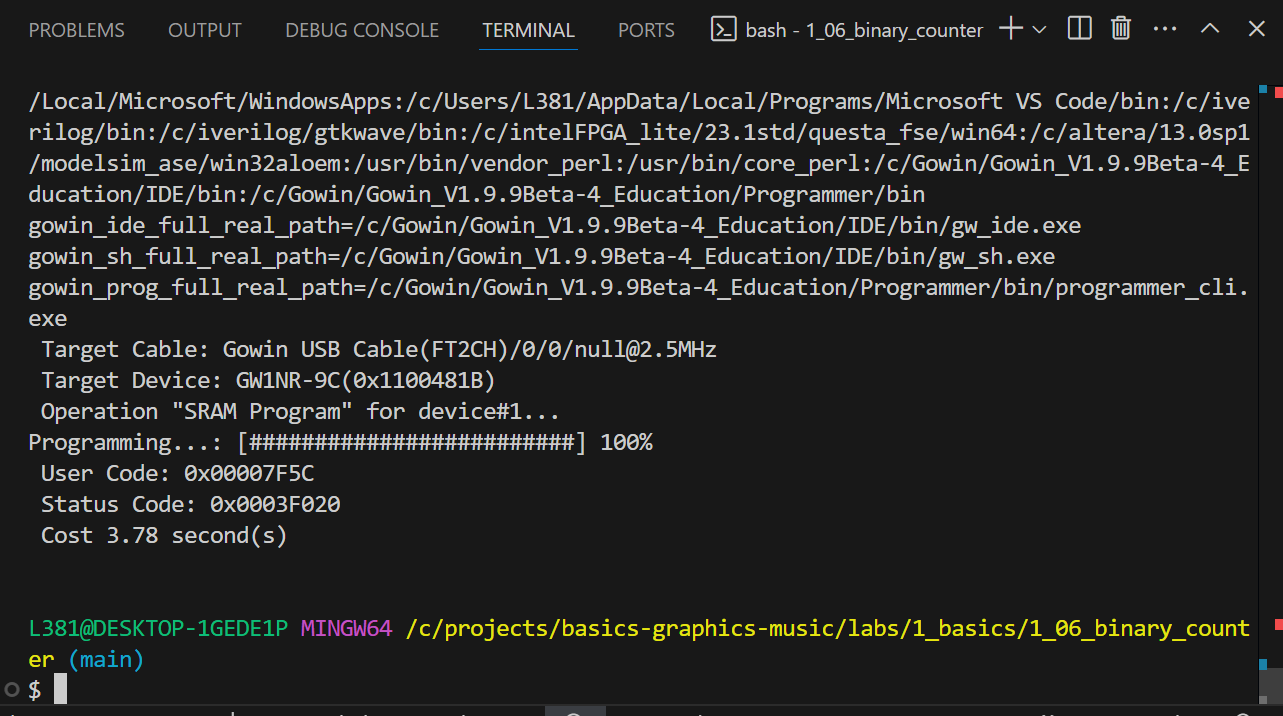 PROBLEMS OUTPUT DEBUG CONSOLE TERMINAL PORTS bash - 1_06_binary_counter
/Local/Microsoft/WindowsApps:/c/Users/L381/AppData/Local/Programs/Microsoft VS Code/bin:/c/ive
rilog/bin:/c/iverilog/gtkwave/bin:/c/intelFPGA_lite/23.1std/questa_fse/win64:/c/altera/13.0sp1
/modelsim_ase/win32aloem:/usr/bin/vendor_perl:/usr/bin/core_perl:/c/Gowin/Gowin_V1.9.9Beta-4_E
ducation/IDE/bin:/c/Gowin/Gowin_V1.9.9Beta-4_Education/Programmer/bin
gowin_ide_full_real_path=/c/Gowin/Gowin_V1.9.9Beta-4_Education/IDE/bin/gw_ide.exe
gowin_sh_full_real_path=/c/Gowin/Gowin_V1.9.9Beta-4_Education/IDE/bin/gw_sh.exe
gowin_prog_full_real_path=/c/Gowin/Gowin_V1.9.9Beta-4_Education/Programmer/bin/programmer_cli.
exe
Target Cable: Gowin USB Cable(FT2CH)/0/0/null@2.5MHz
Target Device: GW1NR-9C(0x1100481B)
Operation "SRAM Program" for device#1...
Programming...: [#########################] 100%
User Code: 0x00007F5C
Status Code: 0x0003F020
Cost 3.78 second(s)
L381@DESKTOP-1GEDE1P MINGW64 /c/projects/basics-graphics-music/labs/1_basics/1_06_binary_count
er (main)
$